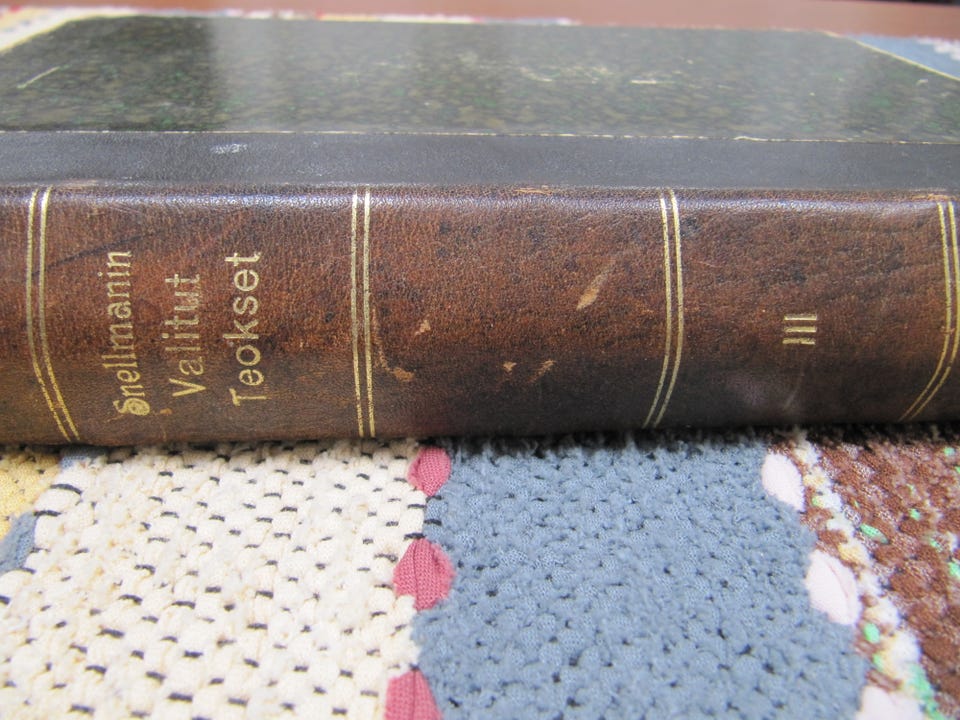 Snellmanin
Valitut
Teokset
III